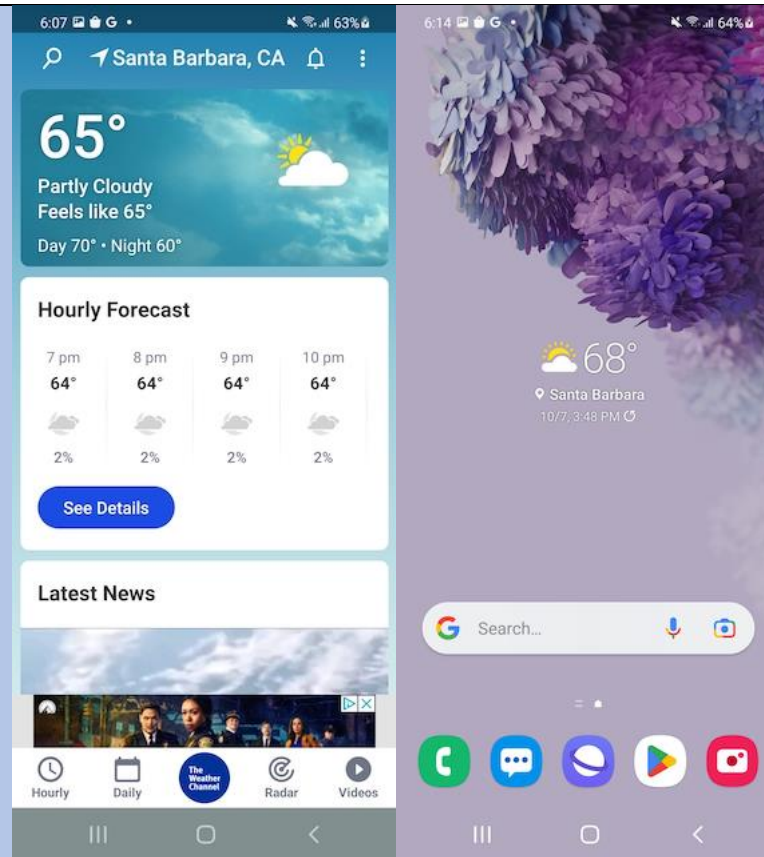 6:07 G •
63%
Santa Barbara, CA
65°
Partly Cloudy
Feels like 65°
Day 70° • Night 60°
Hourly Forecast
7 pm 8 pm 9 pm 10 pm
64° 64° 64° 64°
2% 2% 2% 2%
See Details
Latest News
The
Weather
Channel
Hourly Daily Radar Videos
6:14 G •
64%
68°
Santa Barbara
10/7, 3:48 PM
G Search...